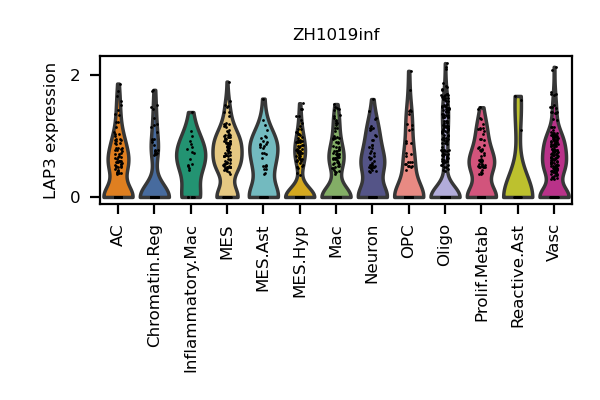 ZH1019inf
LAP3 expression
2
0
AC
Chromatin.Reg
Inflammatory.Mac
MES
MES.Ast
MES.Hyp
Mac
Neuron
OPC
Oligo
Prolif.Metab
Reactive.Ast
Vasc